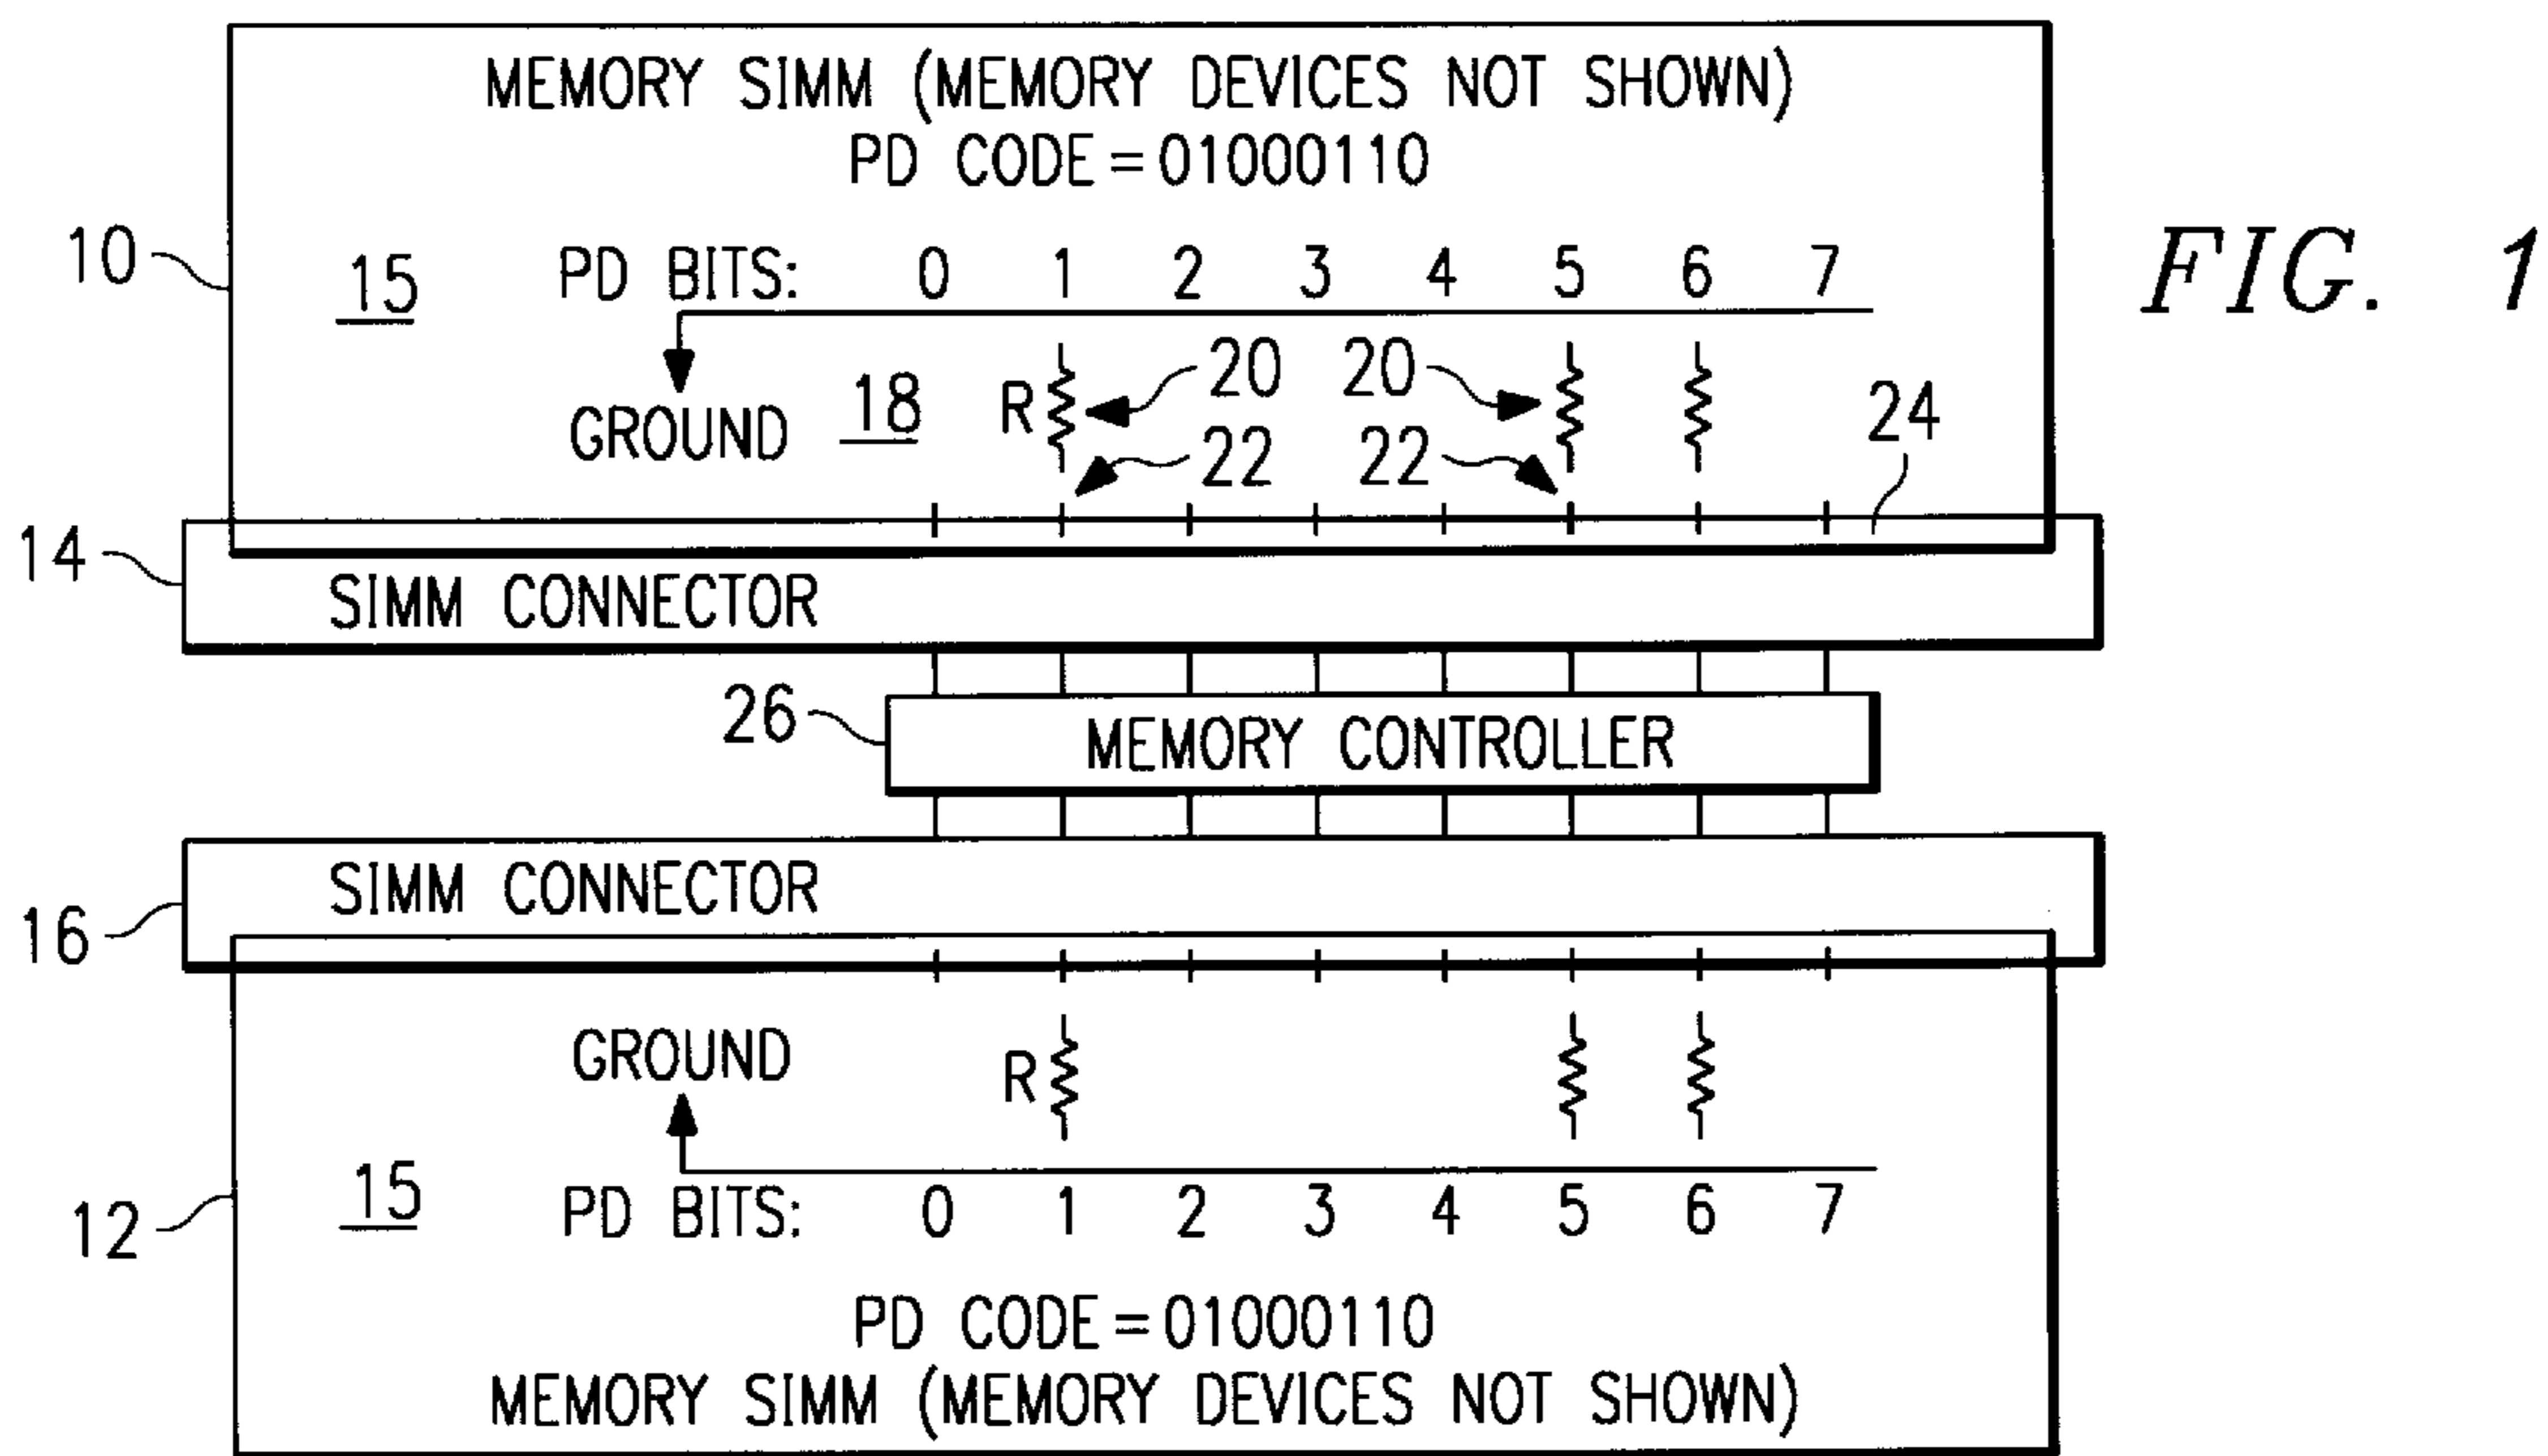 MEMORY SIMM (MEMORY DEVICES NOT SHOWN)
PD CODE = 01000110
10
15
PD BITS: 0 1 2 3 4 5 6 7
FIG. 1
GROUND
18
R
20
20
22
22
24
14
SIMM CONNECTOR
26
MEMORY CONTROLLER
SIMM CONNECTOR
16
GROUND
R
15
12
PD BITS: 0 1 2 3 4 5 6 7
PD CODE = 01000110
MEMORY SIMM (MEMORY DEVICES NOT SHOWN)